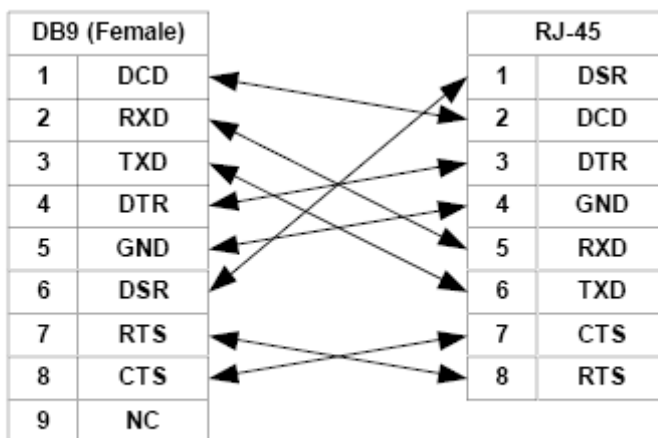 DB9 (Female) RJ-45
1 DCD 1 DSR
2 RXD 2 DCD
3 TXD 3 DTR
4 DTR 4 GND
5 GND 5 RXD
6 DSR 6 TXD
7 RTS 7 CTS
8 CTS 8 RTS
9 NC